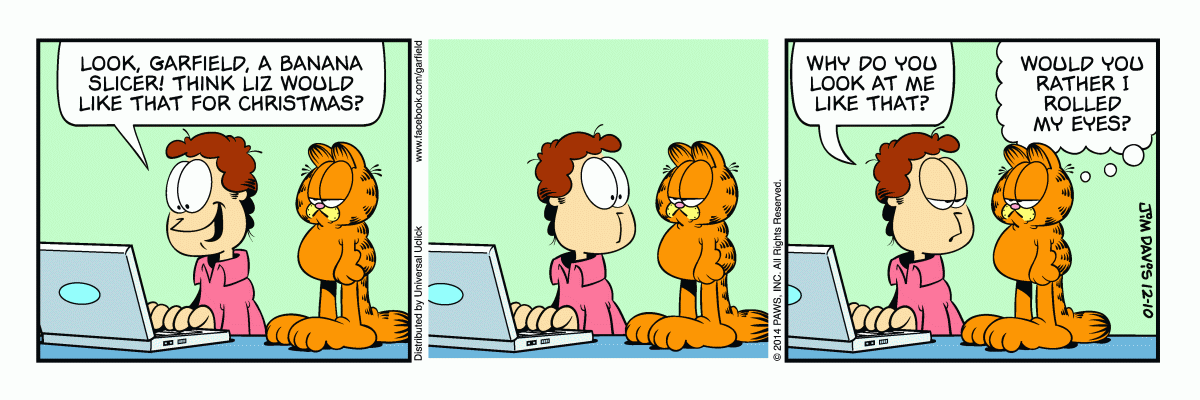 LOOK, GARFIELD, A BANANA
SLICER! THINK LIZ WOULD
LIKE THAT FOR CHRISTMAS?
www.facebook.com/garfield
Distributed by Universal Uclick
WHY DO YOU
LOOK AT ME
LIKE THAT?
WOULD YOU
RATHER I
ROLLED
MY EYES?
© 2014 PAWS, INC. All Rights Reserved.
JIM DAVIS 12-10